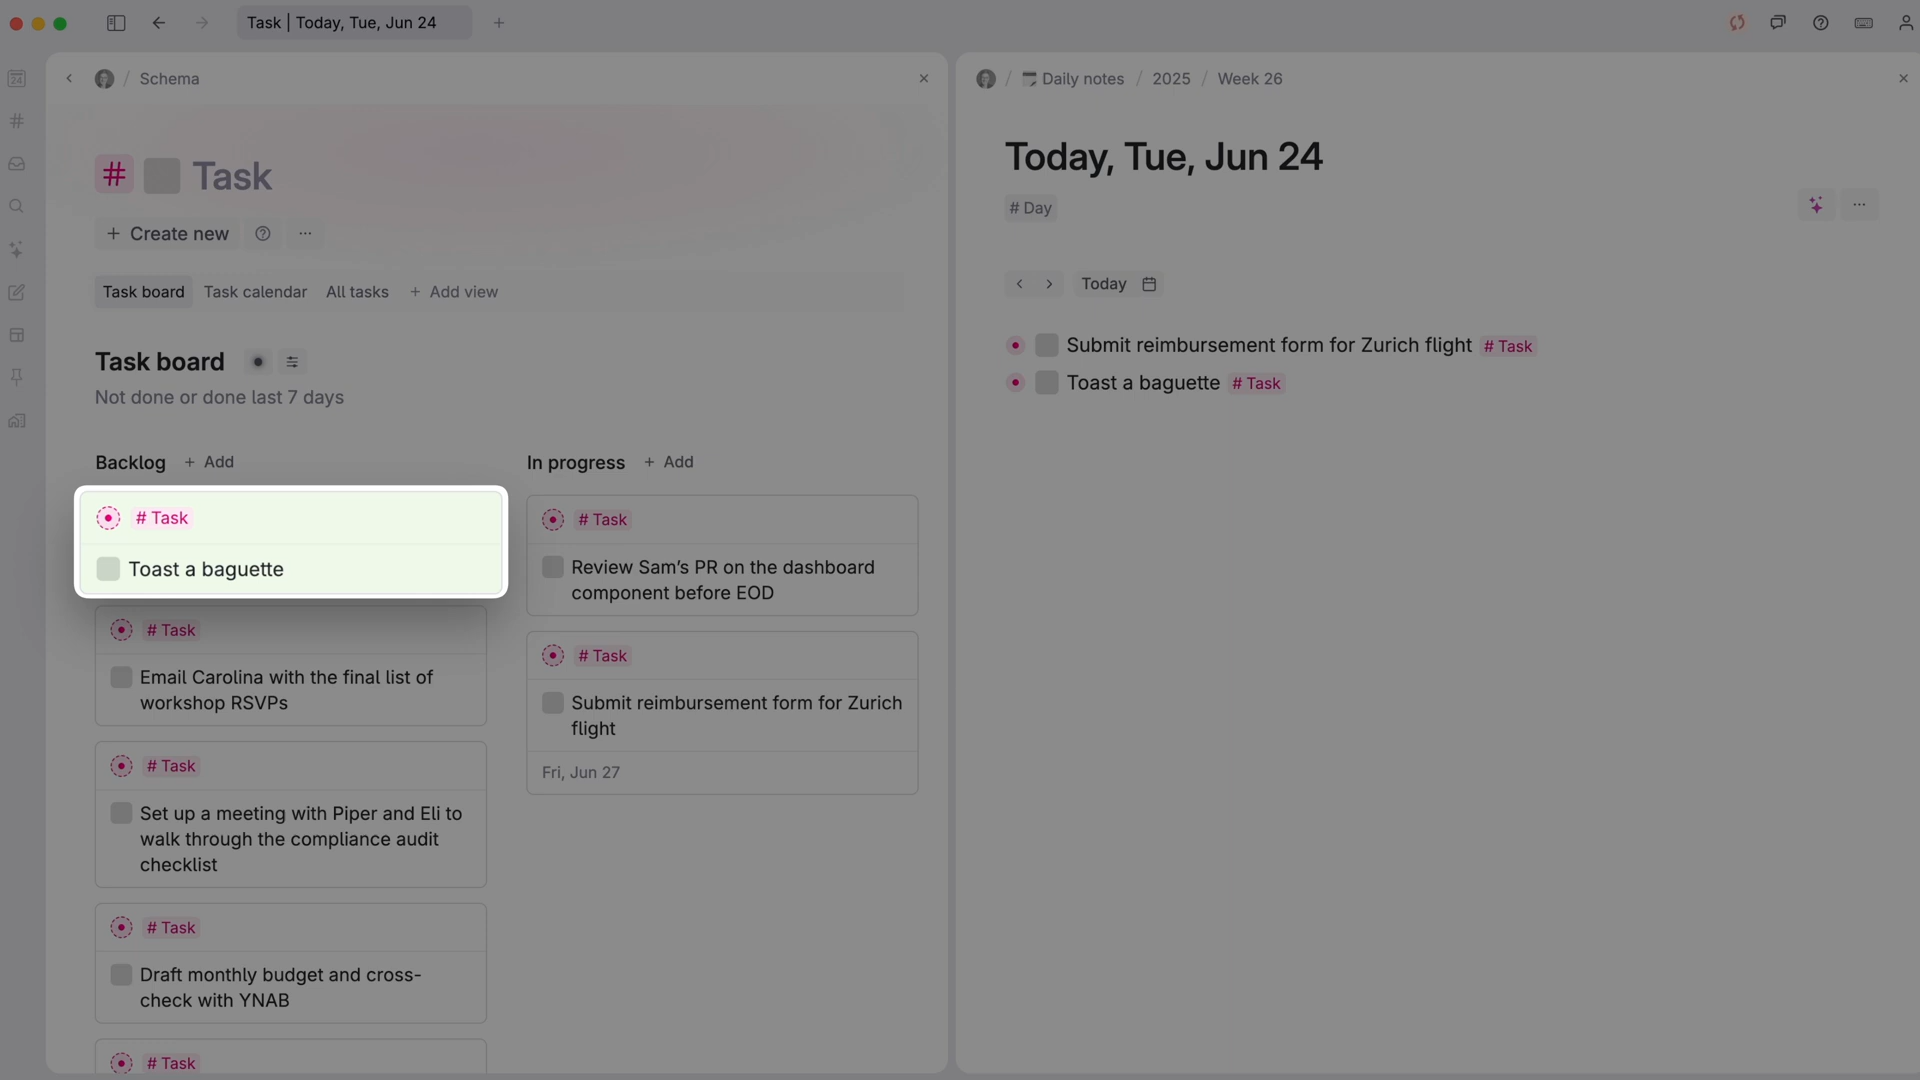 Task | Today, Tue, Jun 24
/ Schema
# Task
+ Create new
Task board Task calendar All tasks + Add view
Task board
Not done or done last 7 days
Backlog + Add
# Task
Toast a baguette
# Task
Email Carolina with the final list of
workshop RSVPs
# Task
Set up a meeting with Piper and Eli to
walk through the compliance audit
checklist
# Task
Draft monthly budget and cross-
check with YNAB
# Task
In progress + Add
# Task
Review Sam’s PR on the dashboard
component before EOD
# Task
Submit reimbursement form for Zurich
flight
Fri, Jun 27
/ Daily notes / 2025 / Week 26
Today, Tue, Jun 24
# Day
Today
Submit reimbursement form for Zurich flight # Task
Toast a baguette # Task
24